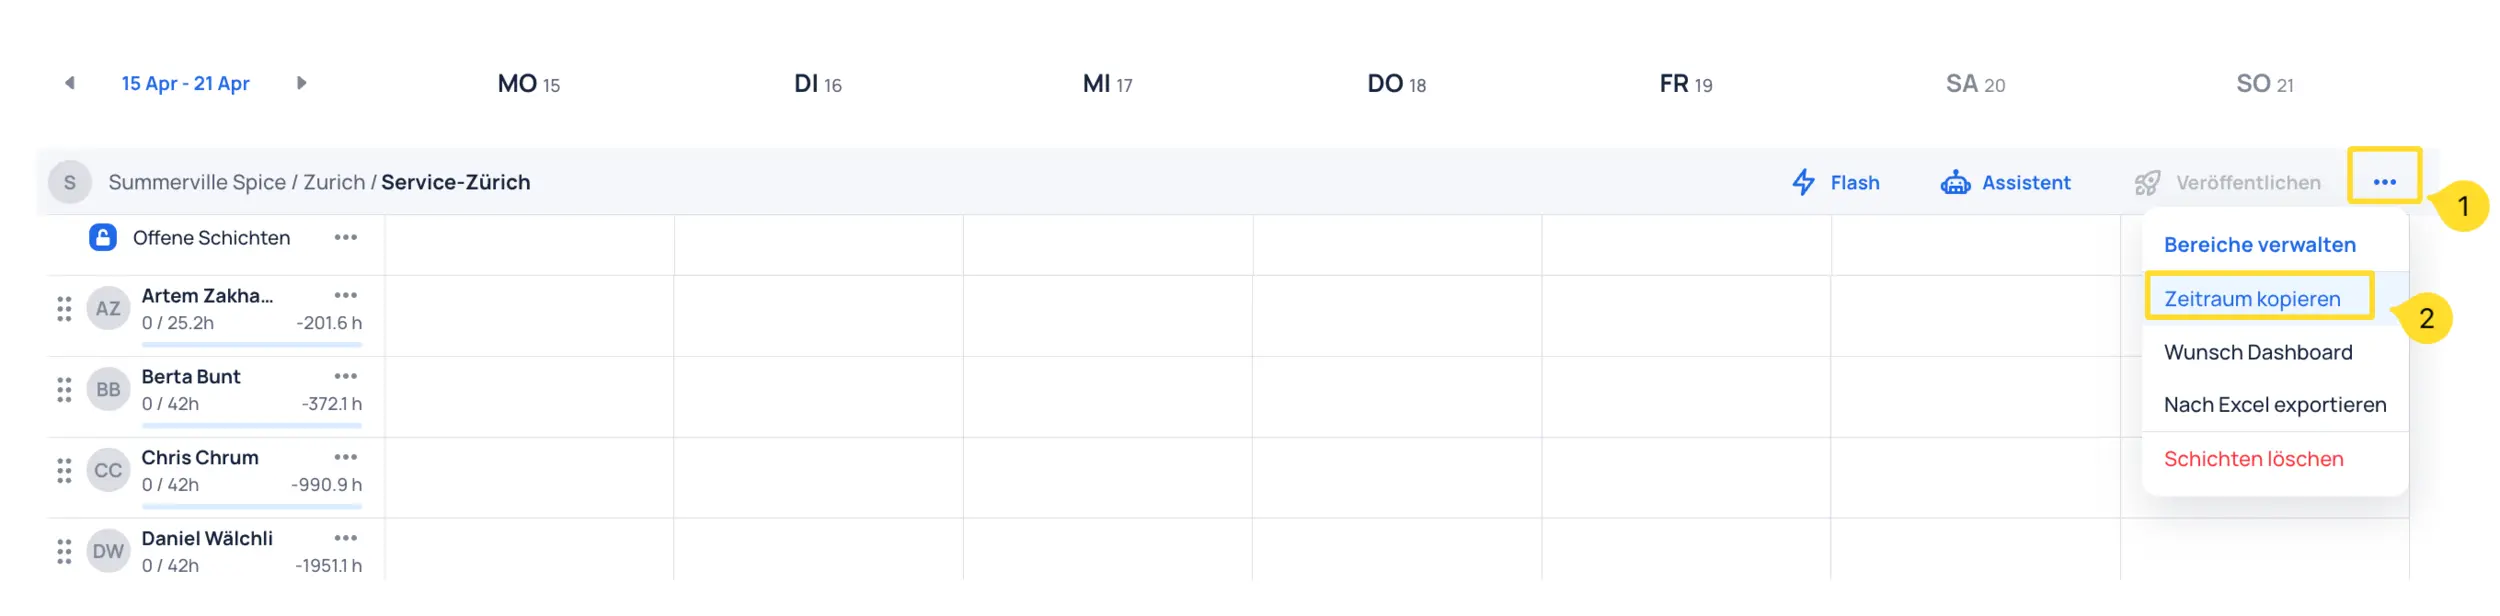 15 Apr - 21 Apr MO 15 DI 16 MI 17 DO 18 FR 19 SA 20 SO 21
S Summerville Spice / Zurich / Service-Zürich Flash Assistent Veröffentlichen
1
Offene Schichten
Bereiche verwalten
Zeitraum kopieren
2
Wunsch Dashboard
Nach Excel exportieren
Schichten löschen
AZ Artem Zakha...
0 / 25.2h -201.6 h
BB Berta Bunt
0 / 42h -372.1 h
CC Chris Chrum
0 / 42h -990.9 h
DW Daniel Wälchli
0 / 42h -1951.1 h